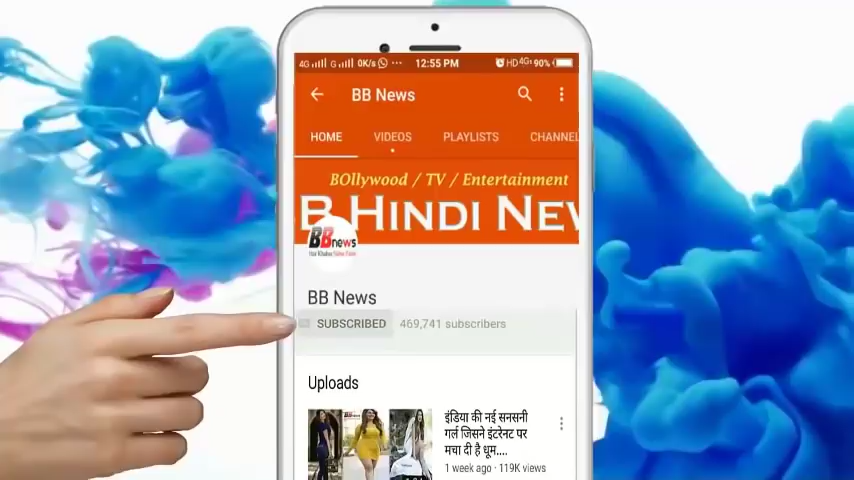 4G G 0K/s ... 12:55 PM HD 4G 90%
BB News
HOME VIDEOS PLAYLISTS CHANNEL
BOllywood / TV / Entertainment
BB HINDI NEW
BBnews
BB News
SUBSCRIBED 469,741 subscribers
Uploads
इंडिया की नई सनसनी
गर्ल जिसने इंटरनेट पर
मचा दी है धूम....
1 week ago · 119K views